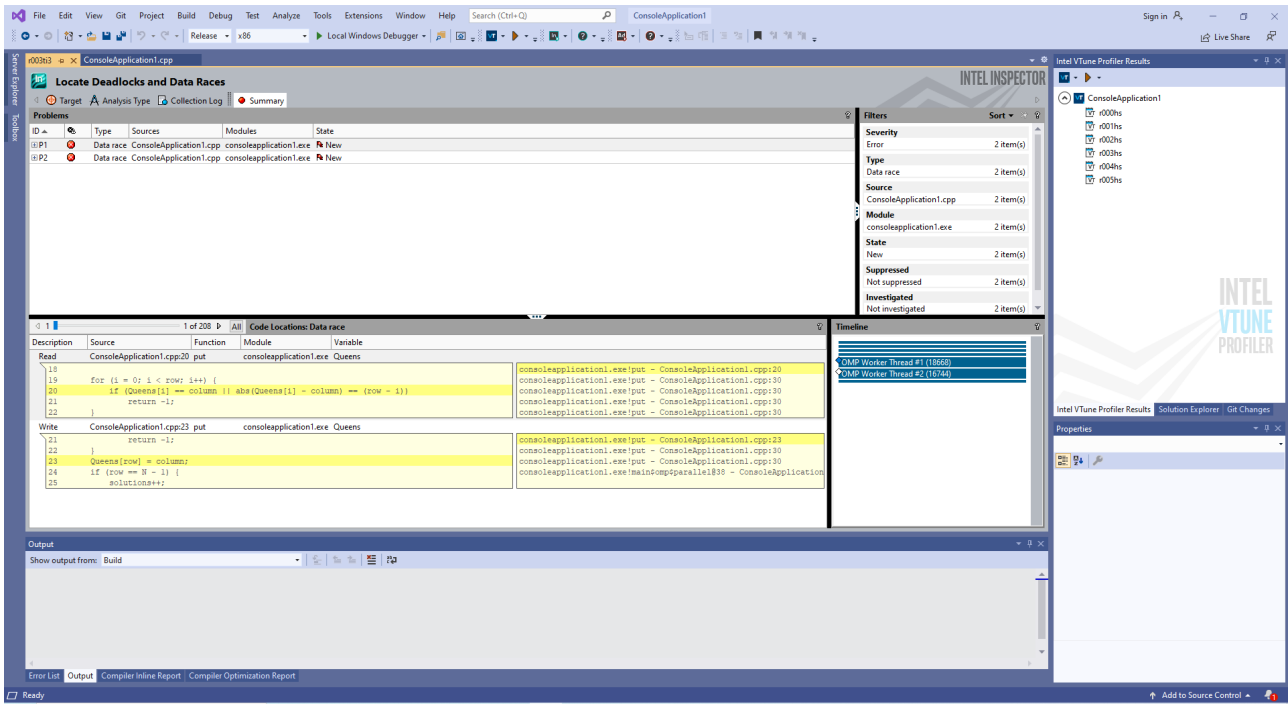 File Edit View Git Project Build Debug Test Analyze Tools Extensions Window Help Search (Ctrl+Q) ConsoleApplication1 Sign in
Release x86 Local Windows Debugger Live Share
Server Explorer
Toolbox
r003ti3 ConsoleApplication1.cpp
Locate Deadlocks and Data Races INTEL INSPECTOR
Target Analysis Type Collection Log Summary
Problems
ID Type Sources Modules State
P1 Data race ConsoleApplication1.cpp consoleapplication1.exe New
P2 Data race ConsoleApplication1.cpp consoleapplication1.exe New
Filters Sort
Severity
Error 2 item(s)
Type
Data race 2 item(s)
Source
ConsoleApplication1.cpp 2 item(s)
Module
consoleapplication1.exe 2 item(s)
State
New 2 item(s)
Suppressed
Not suppressed 2 item(s)
Investigated
Not investigated 2 item(s)
1 1 of 208 All Code Locations: Data race
Description Source Function Module Variable
Read ConsoleApplication1.cpp:20 put consoleapplication1.exe Queens
18 consoleapplication1.exe!put - ConsoleApplication1.cpp:20
19 for (i = 0; i < row; i++) { consoleapplication1.exe!put - ConsoleApplication1.cpp:30
20 if (Queens[i] == column || abs(Queens[i] - column) == (row - i)) consoleapplication1.exe!put - ConsoleApplication1.cpp:30
21 return -1; consoleapplication1.exe!put - ConsoleApplication1.cpp:30
22 } consoleapplication1.exe!put - ConsoleApplication1.cpp:30
Write ConsoleApplication1.cpp:23 put consoleapplication1.exe Queens
21 return -1; consoleapplication1.exe!put - ConsoleApplication1.cpp:23
22 } consoleapplication1.exe!put - ConsoleApplication1.cpp:30
23 Queens[row] = column; consoleapplication1.exe!put - ConsoleApplication1.cpp:30
24 if (row == N - 1) { consoleapplication1.exe!main$omp$parallel@38 - ConsoleApplication
25 solutions++;
Timeline
OMP Worker Thread #1 (18668)
OMP Worker Thread #2 (16744)
Output
Show output from: Build
Error List Output Compiler Inline Report Compiler Optimization Report
Intel VTune Profiler Results
ConsoleApplication1
r000hs
r001hs
r002hs
r003hs
r004hs
r005hs
INTEL
VTUNE
PROFILER
Intel VTune Profiler Results Solution Explorer Git Changes
Properties
Ready Add to Source Control 1